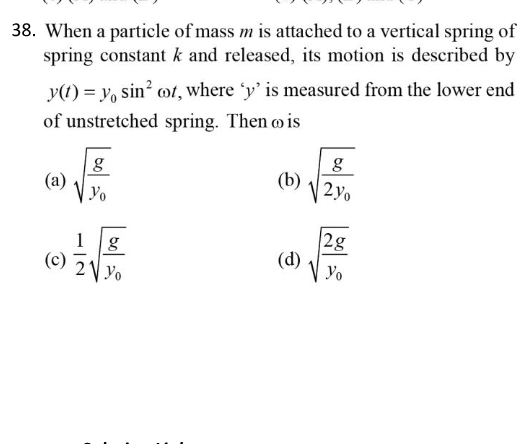 38. When a particle of mass m is attached to a vertical spring of
spring constant k and released, its motion is described by
y(t) = y₀ sin² ωt, where ‘y’ is measured from the lower end
of unstretched spring. Then ω is
(a) √(g/y₀) (b) √(g/2y₀)
(c) 1/2 √(g/y₀) (d) √(2g/y₀)